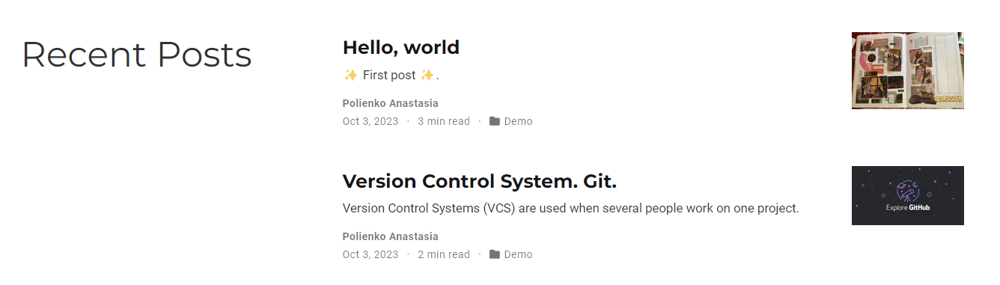 Recent Posts
Hello, world
✨ First post ✨.
Polienko Anastasia
Oct 3, 2023 · 3 min read · Demo
Version Control System. Git.
Version Control Systems (VCS) are used when several people work on one project.
Explore GitHub
Polienko Anastasia
Oct 3, 2023 · 2 min read · Demo